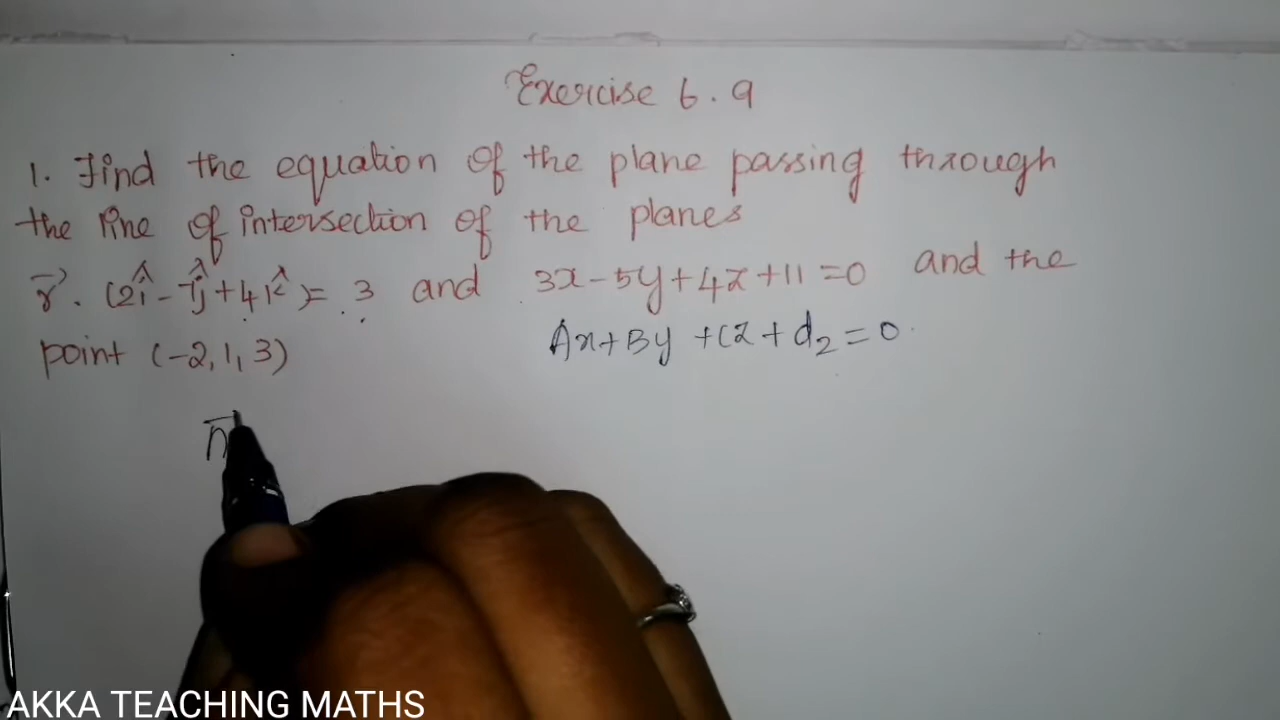 Exercise 6.9
1. Find the equation of the plane passing through
the line of intersection of the planes
r⃗. (2î - 7ĵ + 4k̂) = 3 and 3x - 5y + 4z + 11 = 0 and the
point (-2, 1, 3)
Ax + By + Cz + d₂ = 0.
n̅
AKKA TEACHING MATHS